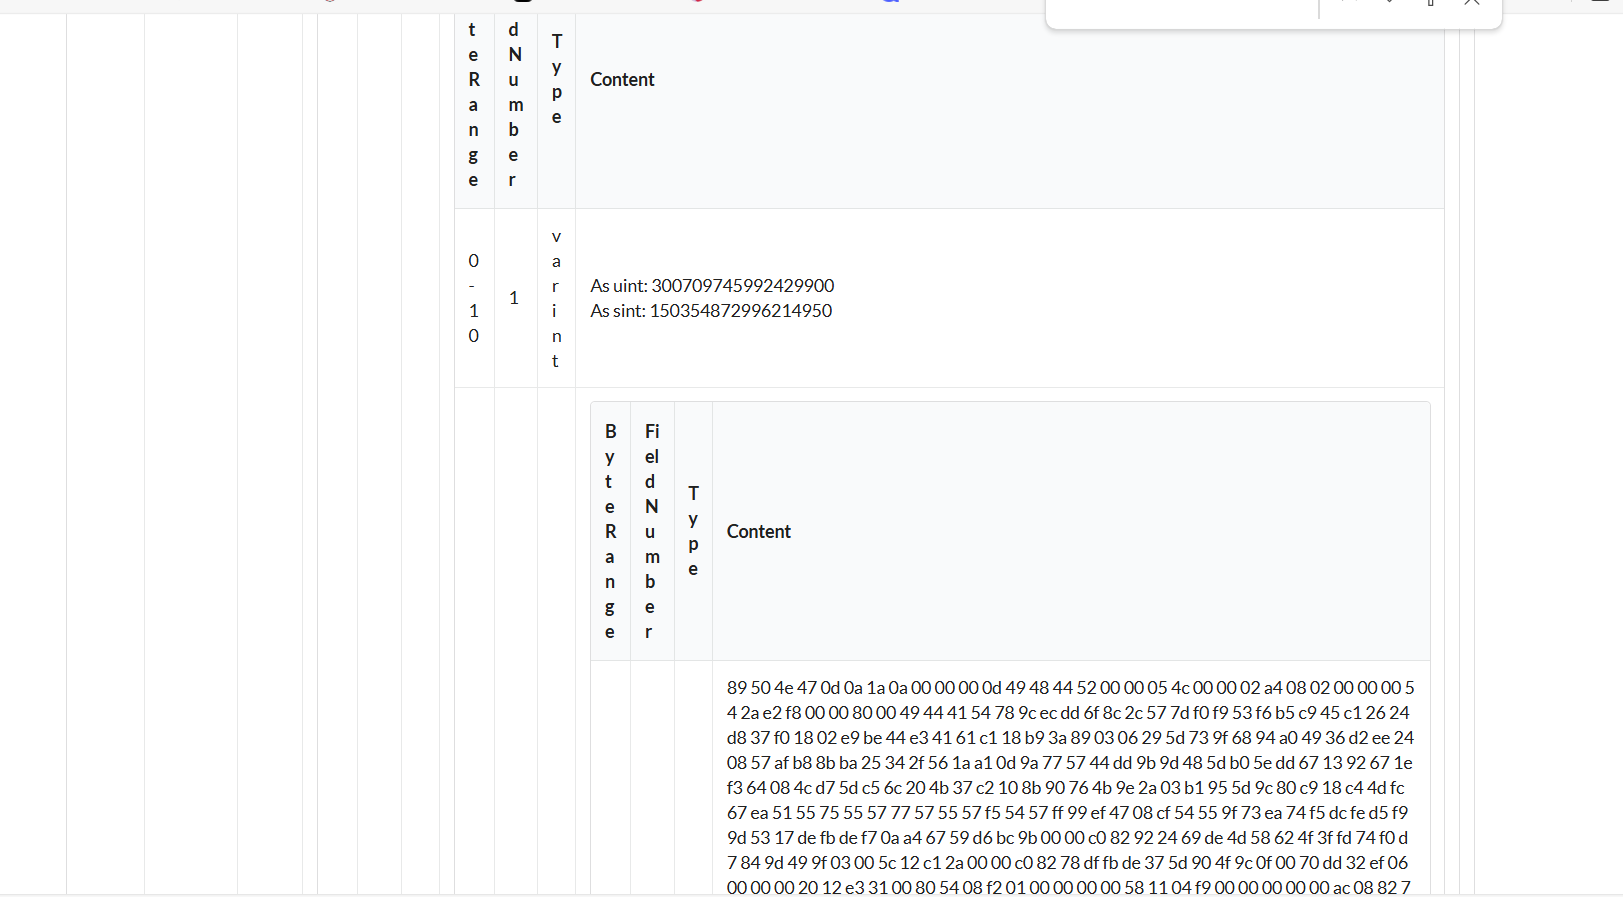 t
e
R
a
n
g
e
d
N
u
m
b
e
r
T
y
p
e
Content
0
-
1
0
1
v
a
r
i
n
t
As uint: 300709745992429900
As sint: 150354872996214950
B
y
t
e
R
a
n
g
e
Fi
el
d
N
u
m
b
e
r
T
y
p
e
Content
89 50 4e 47 0d 0a 1a 0a 00 00 00 0d 49 48 44 52 00 00 05 4c 00 00 02 a4 08 02 00 00 00 5
4 2a e2 f8 00 00 80 00 49 44 41 54 78 9c ec dd 6f 8c 2c 57 7d f0 f9 53 f6 b5 c9 45 c1 26 24
d8 37 f0 18 02 e9 be 44 e3 41 61 c1 18 b9 3a 89 03 06 29 5d 73 9f 68 94 a0 49 36 d2 ee 24
08 57 af b8 8b ba 25 34 2f 56 1a a1 0d 9a 77 57 44 dd 9b 9d 48 5d b0 5e dd 67 13 92 67 1e
f3 64 08 4c d7 5d c5 6c 20 4b 37 c2 10 8b 90 76 4b 9e 2a 03 b1 95 5d 9c 80 c9 18 c4 4d fc
67 ea 51 55 75 55 57 77 57 55 57 f5 54 57 ff 99 ef 47 08 cf 54 55 9f 73 ea 74 f5 dc fe d5 f9
9d 53 17 de fb de f7 0a a4 67 59 d6 bc 9b 00 00 c0 82 92 24 69 de 4d 58 62 4f 3f fd 74 f0 d
7 84 9d 49 9f 03 00 5c 12 c1 2a 00 00 c0 82 78 df fb de 37 5d 90 4f 9c 0f 00 70 dd 32 ef 06
00 00 00 20 12 e3 31 00 80 54 08 f2 01 00 00 00 00 58 11 04 f9 00 00 00 00 00 ac 08 82 7